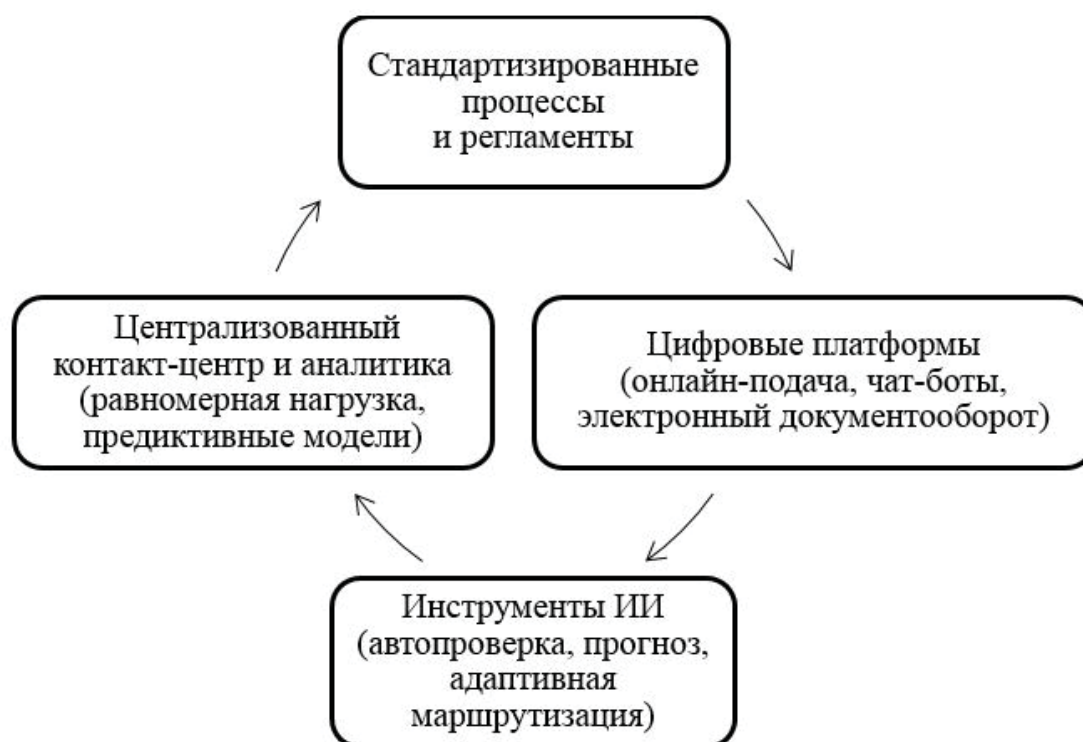 Стандартизированные
процессы
и регламенты
Централизованный
контакт-центр и аналитика
(равномерная нагрузка,
предиктивные модели)
Цифровые платформы
(онлайн-подача, чат-боты,
электронный документооборот)
Инструменты ИИ
(автопроверка, прогноз,
адаптивная
маршрутизация)